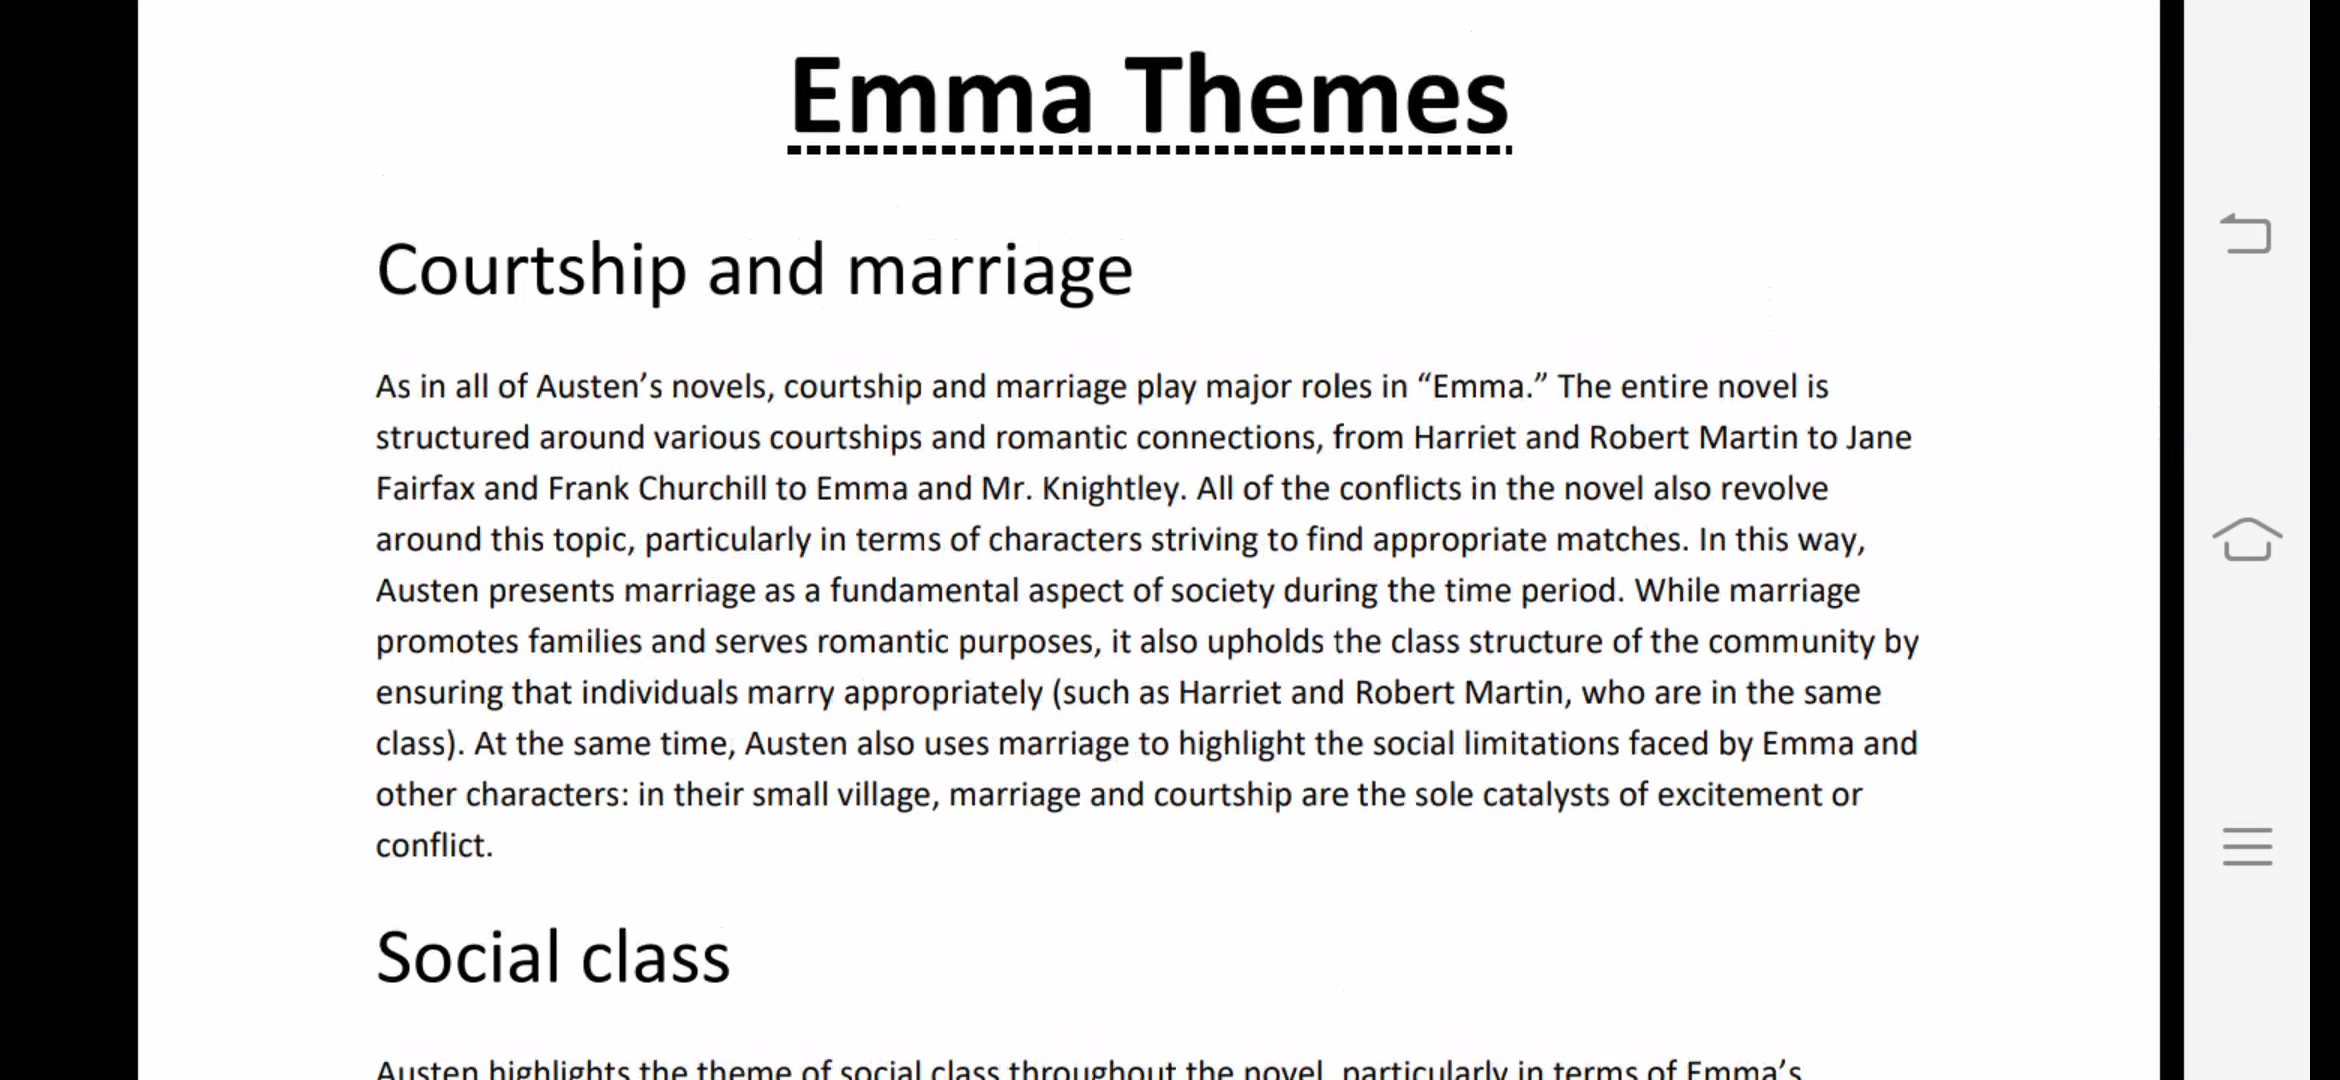 Emma Themes
Courtship and marriage
As in all of Austen’s novels, courtship and marriage play major roles in “Emma.” The entire novel is
structured around various courtships and romantic connections, from Harriet and Robert Martin to Jane
Fairfax and Frank Churchill to Emma and Mr. Knightley. All of the conflicts in the novel also revolve
around this topic, particularly in terms of characters striving to find appropriate matches. In this way,
Austen presents marriage as a fundamental aspect of society during the time period. While marriage
promotes families and serves romantic purposes, it also upholds the class structure of the community by
ensuring that individuals marry appropriately (such as Harriet and Robert Martin, who are in the same
class). At the same time, Austen also uses marriage to highlight the social limitations faced by Emma and
other characters: in their small village, marriage and courtship are the sole catalysts of excitement or
conflict.
Social class
Austen highlights the theme of social class throughout the novel, particularly in terms of Emma’s